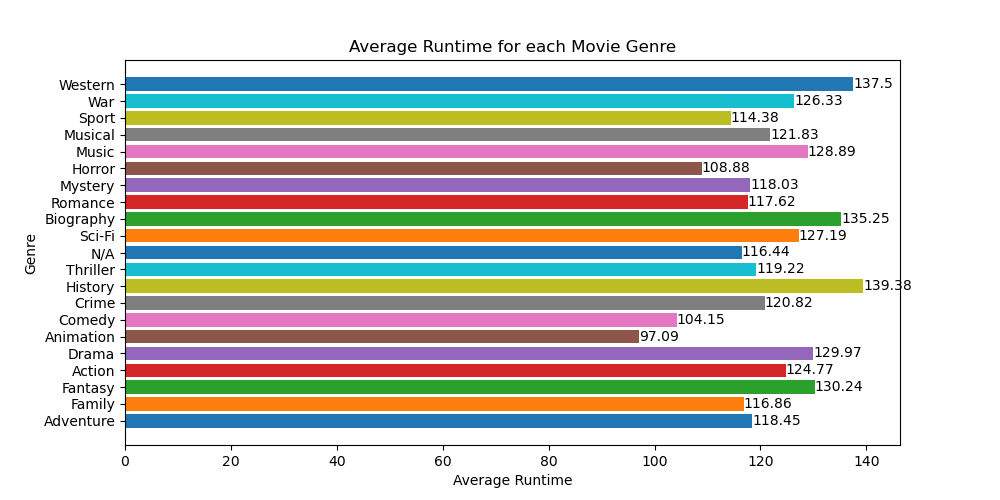 Average Runtime for each Movie Genre
Genre
Western 137.5
War 126.33
Sport 114.38
Musical 121.83
Music 128.89
Horror 108.88
Mystery 118.03
Romance 117.62
Biography 135.25
Sci-Fi 127.19
N/A 116.44
Thriller 119.22
History 139.38
Crime 120.82
Comedy 104.15
Animation 97.09
Drama 129.97
Action 124.77
Fantasy 130.24
Family 116.86
Adventure 118.45
0 20 40 60 80 100 120 140
Average Runtime